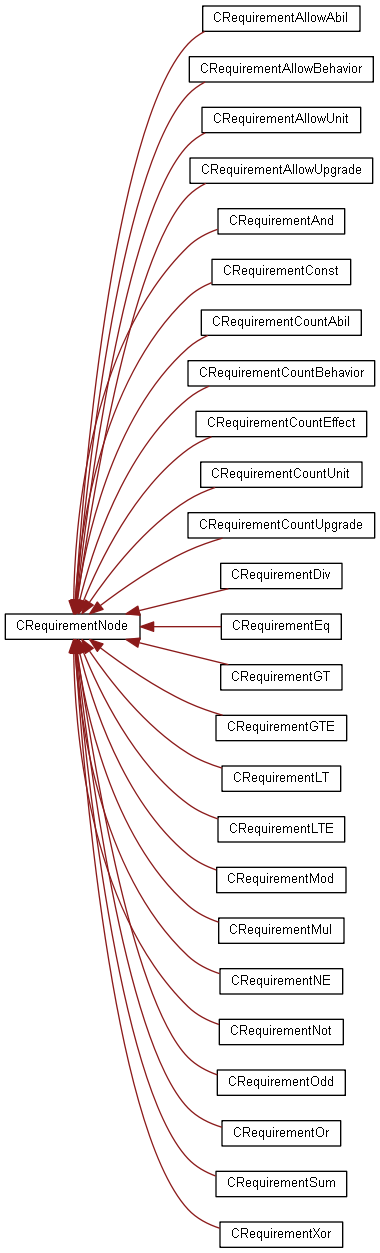 CRequirementAllowAbil
CRequirementAllowBehavior
CRequirementAllowUnit
CRequirementAllowUpgrade
CRequirementAnd
CRequirementConst
CRequirementCountAbil
CRequirementCountBehavior
CRequirementCountEffect
CRequirementCountUnit
CRequirementCountUpgrade
CRequirementDiv
CRequirementNode
CRequirementEq
CRequirementGT
CRequirementGTE
CRequirementLT
CRequirementLTE
CRequirementMod
CRequirementMul
CRequirementNE
CRequirementNot
CRequirementOdd
CRequirementOr
CRequirementSum
CRequirementXor